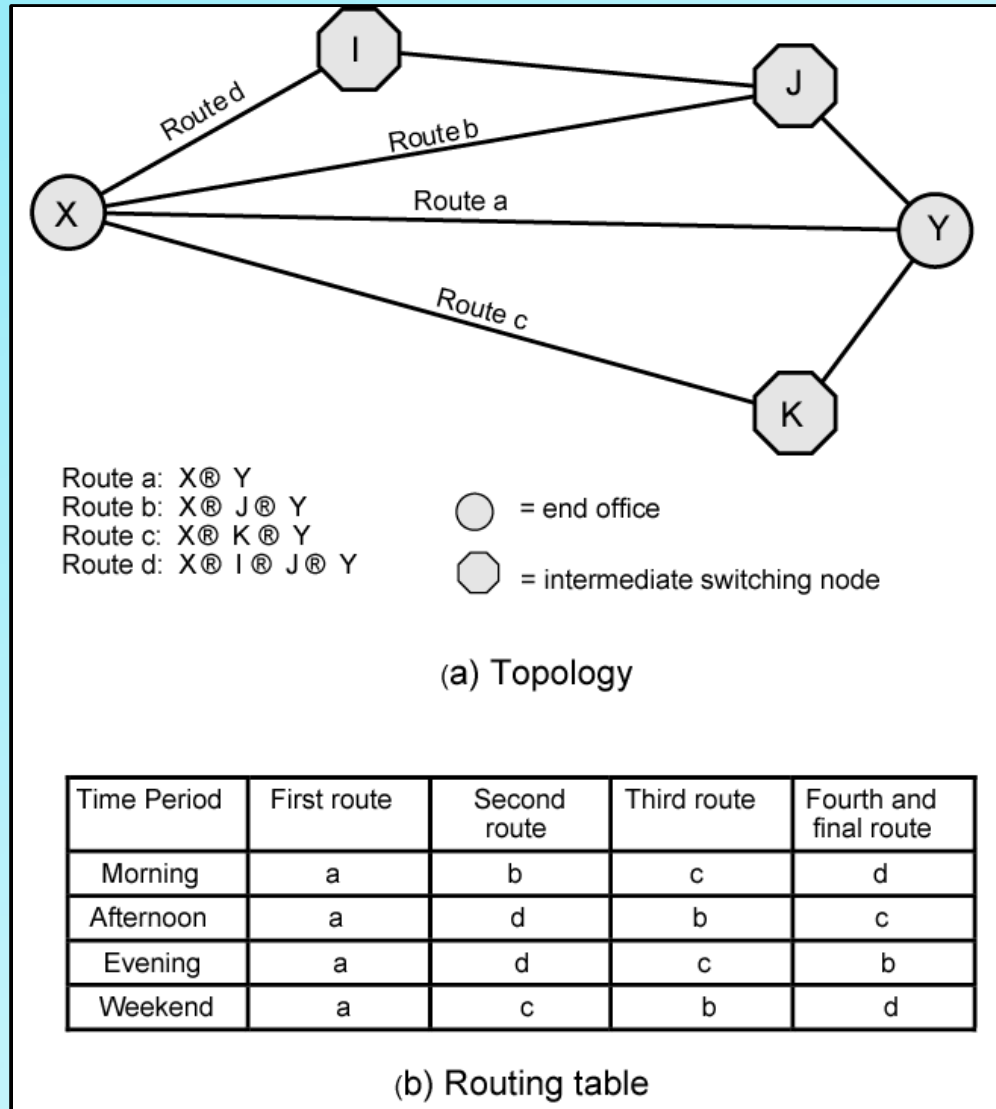 I
J
Routed
Route b
Route a
X
Y
Route c
K
Route a: X® Y
Route b: X® J® Y
Route c: X® K® Y
Route d: X® I® J® Y
= end office
= intermediate switching node
(a) Topology
Time Period First route Second route Third route Fourth and final route
Morning a b c d
Afternoon a d b c
Evening a d c b
Weekend a c b d
(b) Routing table